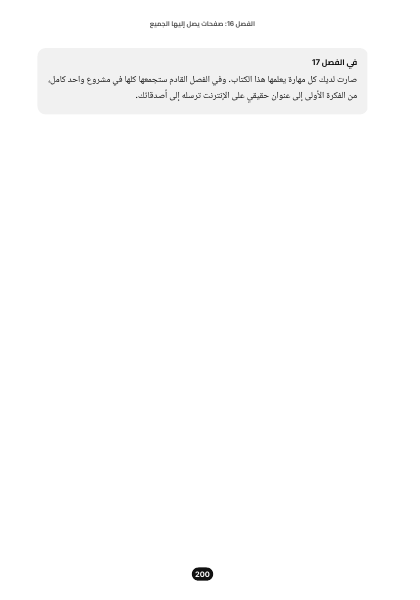 الفصل 16: صفحات يصل إليها الجميع
في الفصل 17
صارت لديك كل مهارة يعلمها هذا الكتاب. وفي الفصل القادم ستجمعها كلها في مشروع واحد كامل،
من الفكرة الأولى إلى عنوان حقيقي على الإنترنت ترسله إلى أصدقائك.
200